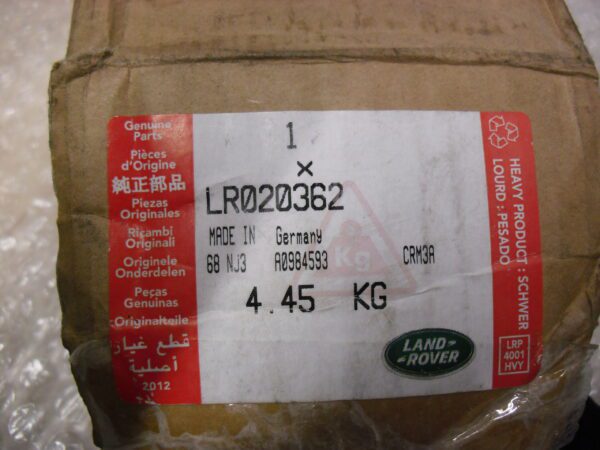 Genuine
Parts
Pièces
d'Origine
純正部品
Piezas
Originales
Ricambi
Originali
Originele
Onderdelen
Peças
Genuinas
Originalteile
قطع غيار
أصلية
2012
1
×
LR020362
MADE IN Germany
68 NJ3 A0984593 CRM3A
4.45 KG
Kg
LAND
ROVER
HEAVY PRODUCT : SCHWER
LOURD : PESADO
LRP
4001
HVY